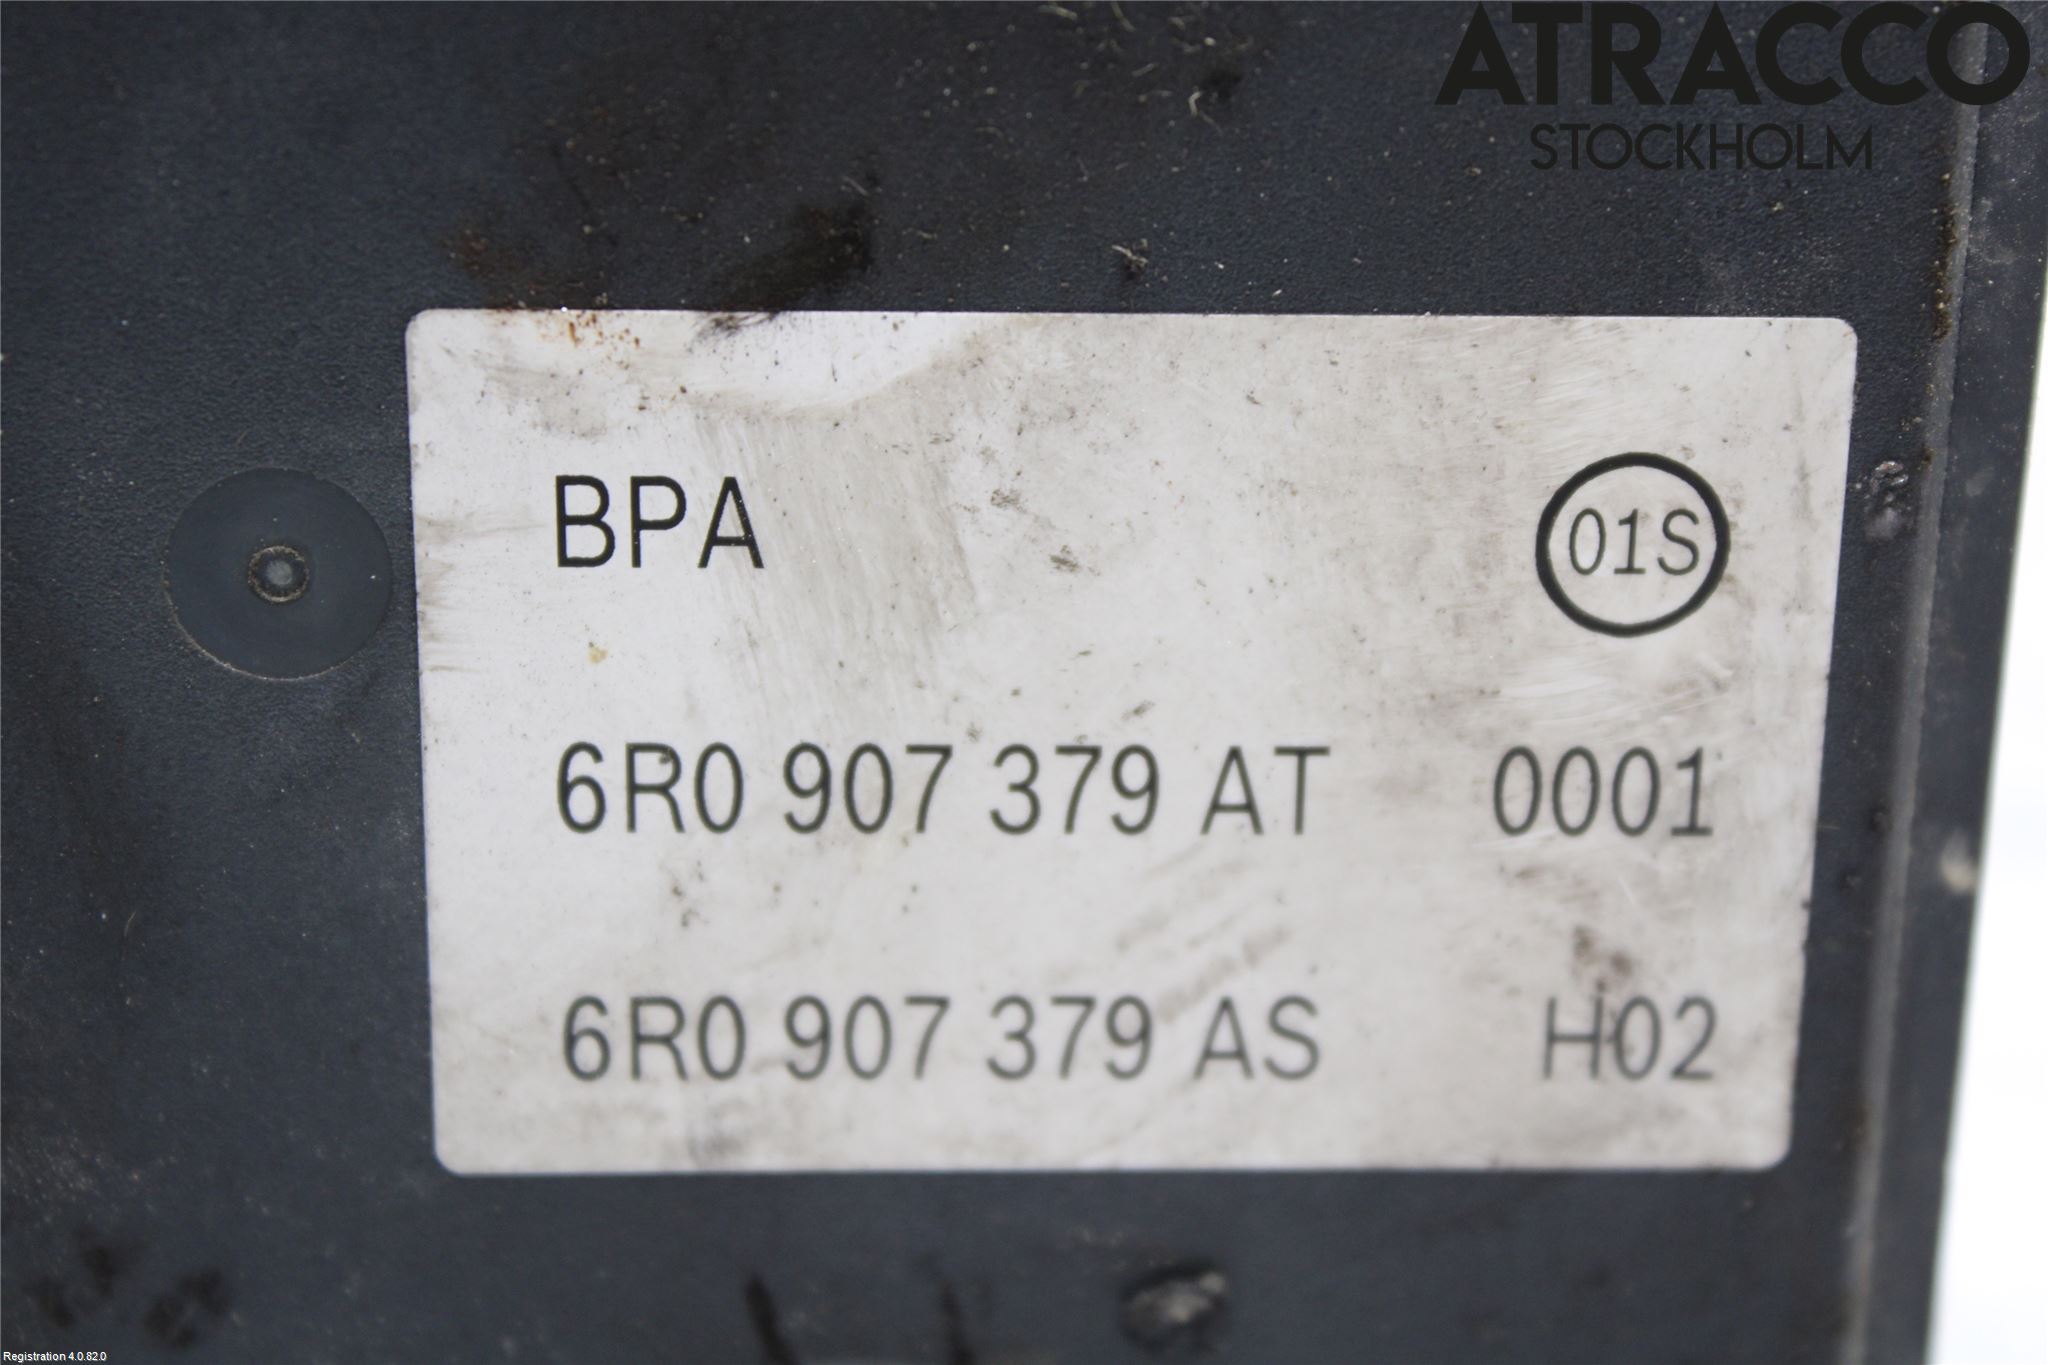 ATRACCO
STOCKHOLM
BPA 01S
6R0 907 379 AT 0001
6R0 907 379 AS H02
Registration 4.0.82.0